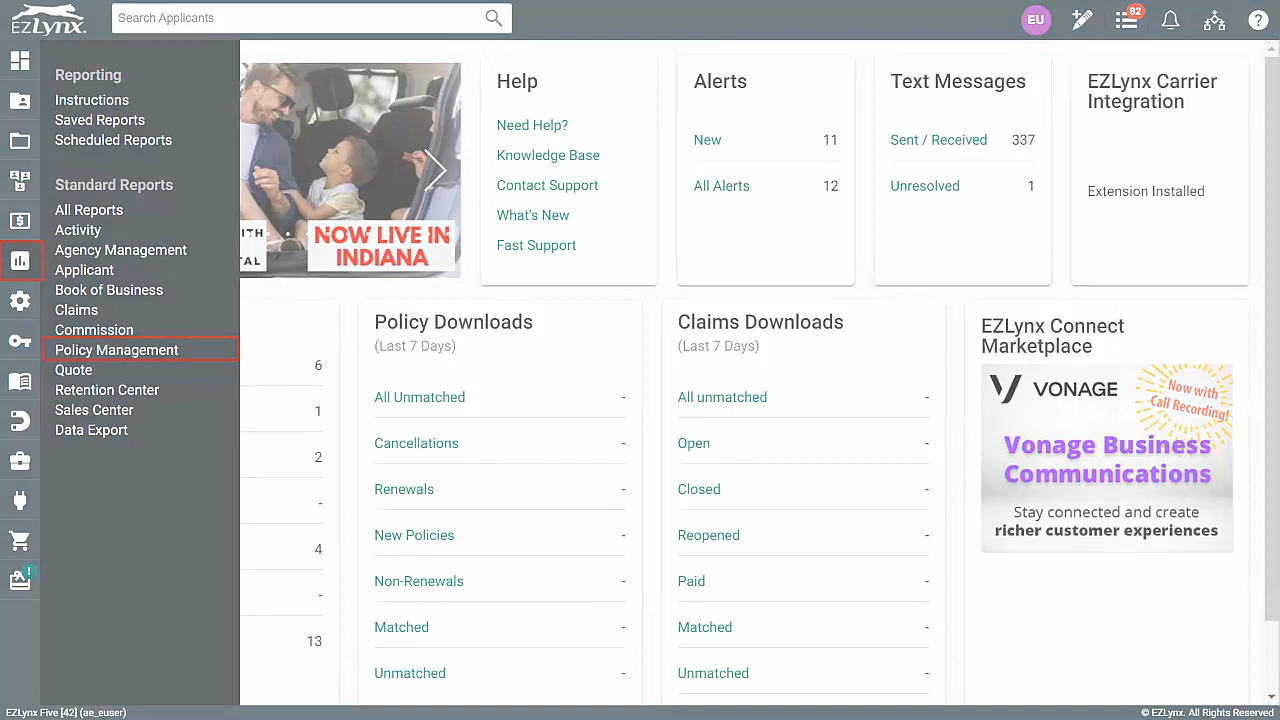 EZLynx.
Search Applicants
EU
82
?
Reporting
Instructions
Saved Reports
Scheduled Reports
Standard Reports
All Reports
Activity
Agency Management
Applicant
Book of Business
Claims
Commission
Policy Management
Quote
Retention Center
Sales Center
Data Export
!
ITH
TAL
NOW LIVE IN
INDIANA
Help
Need Help?
Knowledge Base
Contact Support
What's New
Fast Support
Alerts
New 11
All Alerts 12
Text Messages
Sent / Received 337
Unresolved 1
EZLynx Carrier
Integration
Extension Installed
6
1
2
-
4
-
13
Policy Downloads
(Last 7 Days)
All Unmatched -
Cancellations -
Renewals -
New Policies -
Non-Renewals -
Matched -
Unmatched -
Claims Downloads
(Last 7 Days)
All unmatched -
Open -
Closed -
Reopened -
Paid -
Matched -
Unmatched -
EZLynx Connect
Marketplace
VONAGE
Now with
Call Recording!
Vonage Business
Communications
Stay connected and create
richer customer experiences
EZLynx Five [42] (ae_euser)
© EZLynx. All Rights Reserved